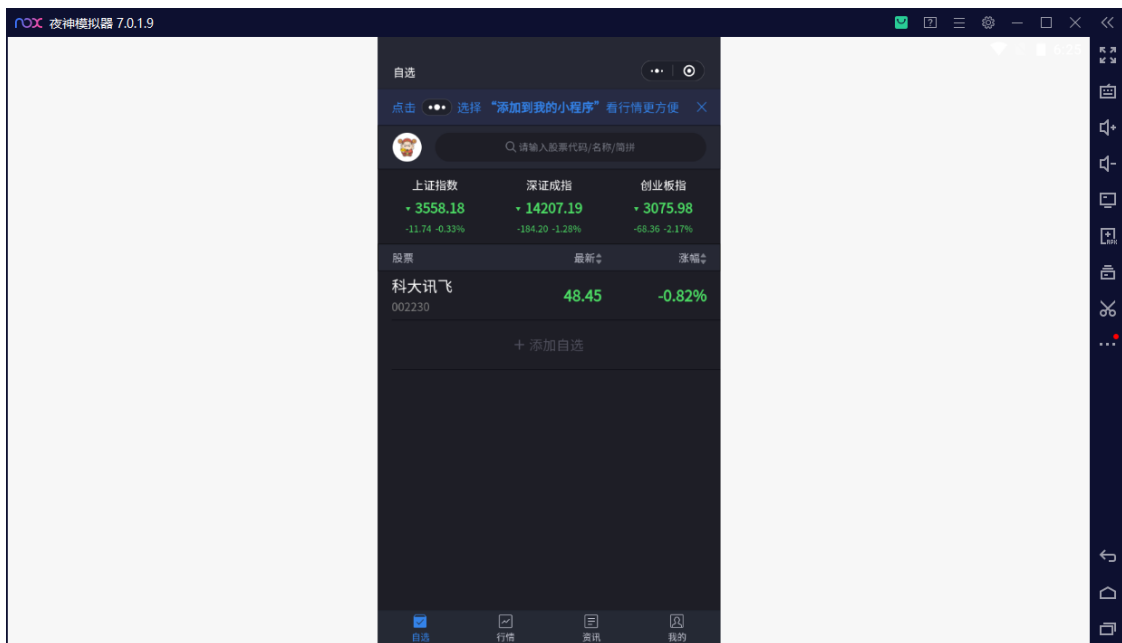 nox 夜神模拟器 7.0.1.9
自选
点击 选择 “添加到我的小程序” 看行情更方便
请输入股票代码/名称/简拼
上证指数 深证成指 创业板指
3558.18 14207.19 3075.98
-11.74 -0.33% -184.20 -1.28% -68.36 -2.17%
股票 最新 涨幅
科大讯飞 48.45 -0.82%
002230
+ 添加自选
自选 行情 资讯 我的